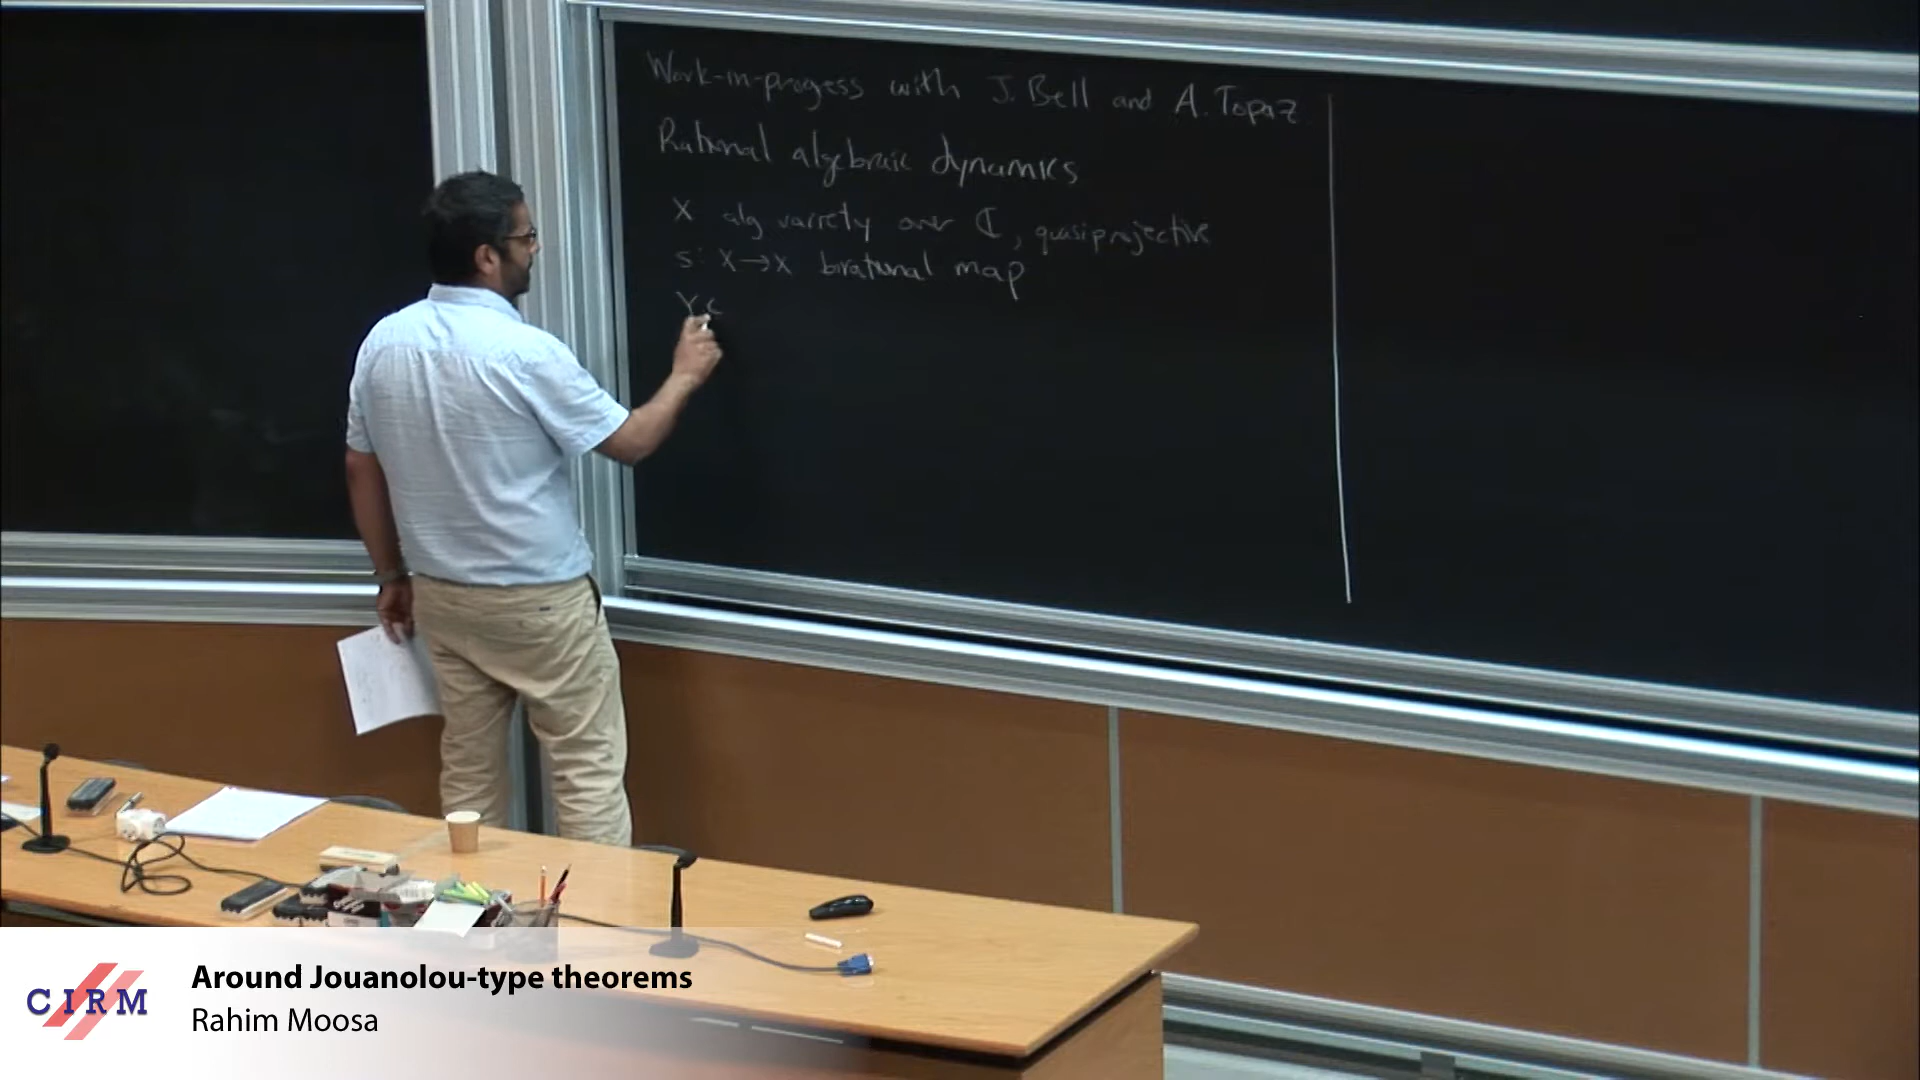 Work-in-progess with J. Bell and A. Topaz
Rational algebraic dynamics
X alg variety over ℂ, quasiprojective
s: X→X birational map
Y ⊂
CIRM
Around Jouanolou-type theorems
Rahim Moosa